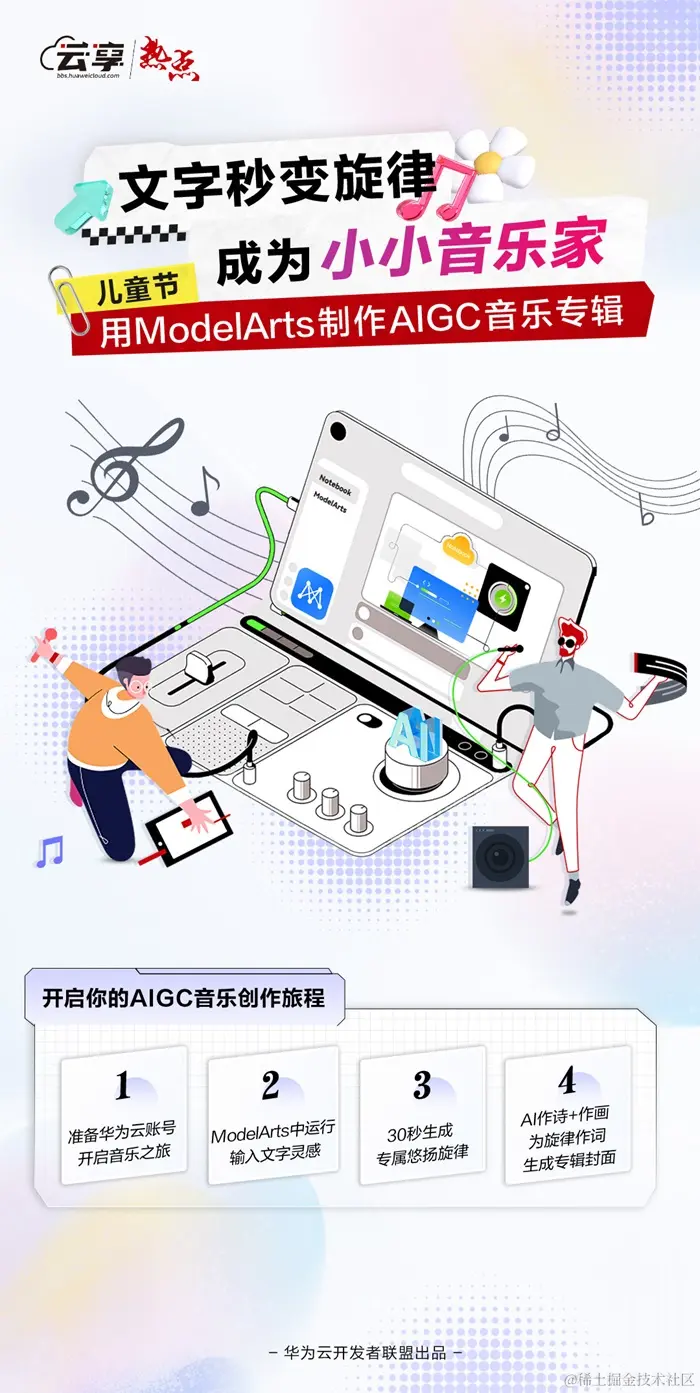 云享 热点
bbs.huaweicloud.com
文字秒变旋律
成为小小音乐家
儿童节
用ModelArts制作AIGC音乐专辑
Notebook
ModelArts
Notebook
AI
开启你的AIGC音乐创作旅程
1
准备华为云账号
开启音乐之旅
2
ModelArts中运行
输入文字灵感
3
30秒生成
专属悠扬旋律
4
AI作诗+作画
为旋律作词
生成专辑封面
– 华为云开发者联盟出品 –
@稀土掘金技术社区